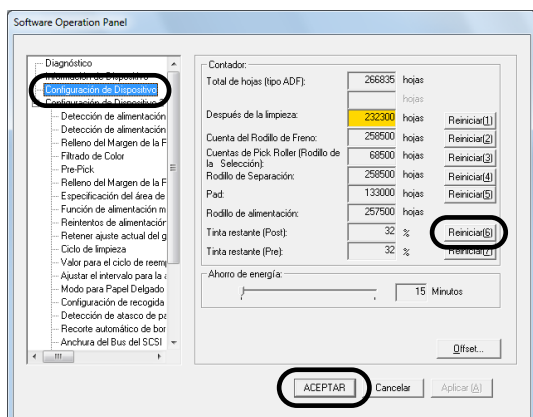 Software Operation Panel
Diagnóstico
Información de Dispositivo
Configuración de Dispositivo
Configuración de Dispositivo 2
Detección de alimentación
Detección de alimentación
Relleno del Margen de la F
Filtrado de Color
Pre-Pick
Relleno del Margen de la F
Especificación del área de
Función de alimentación m
Reintentos de alimentación
Retener ajuste actual del g
Ciclo de limpieza
Valor para el ciclo de reem
Ajustar el intervalo para la a
Modo para Papel Delgado
Configuración de recogida
Detección de atasco de pa
Recorte automático de bor
Anchura del Bus del SCSI
Contador:
Total de hojas (tipo ADF): 266835 hojas
hojas
Después de la limpieza: 232300 hojas Reiniciar(1)
Cuenta del Rodillo de Freno: 258500 hojas Reiniciar(2)
Cuentas de Pick Roller (Rodillo de
la Selección): 68500 hojas Reiniciar(3)
Rodillo de Separación: 258500 hojas Reiniciar(4)
Pad: 133000 hojas Reiniciar(5)
Rodillo de alimentación: 257500 hojas
Tinta restante (Post): 32 % Reiniciar(6)
Tinta restante (Pre): 32 % Reiniciar(7)
Ahorro de energía:
15 Minutos
Offset...
ACEPTAR Cancelar Aplicar (A)